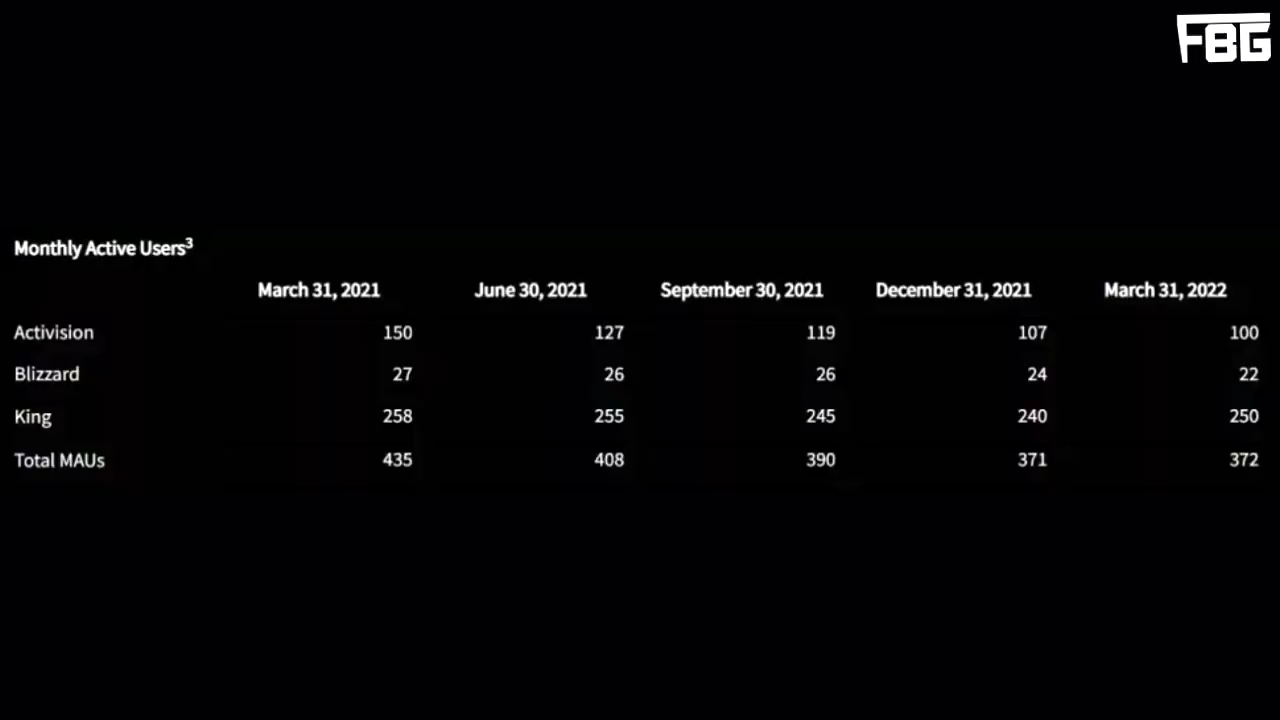 FBG
Monthly Active Users3
March 31, 2021 June 30, 2021 September 30, 2021 December 31, 2021 March 31, 2022
Activision 150 127 119 107 100
Blizzard 27 26 26 24 22
King 258 255 245 240 250
Total MAUs 435 408 390 371 372